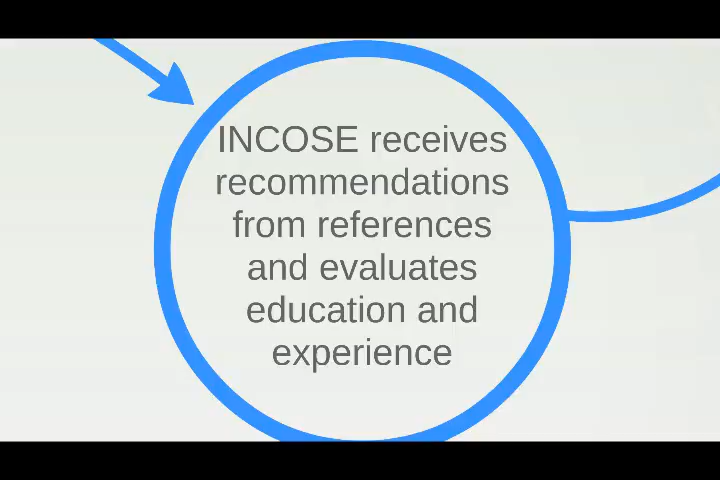 INCOSE receives
recommendations
from references
and evaluates
education and
experience